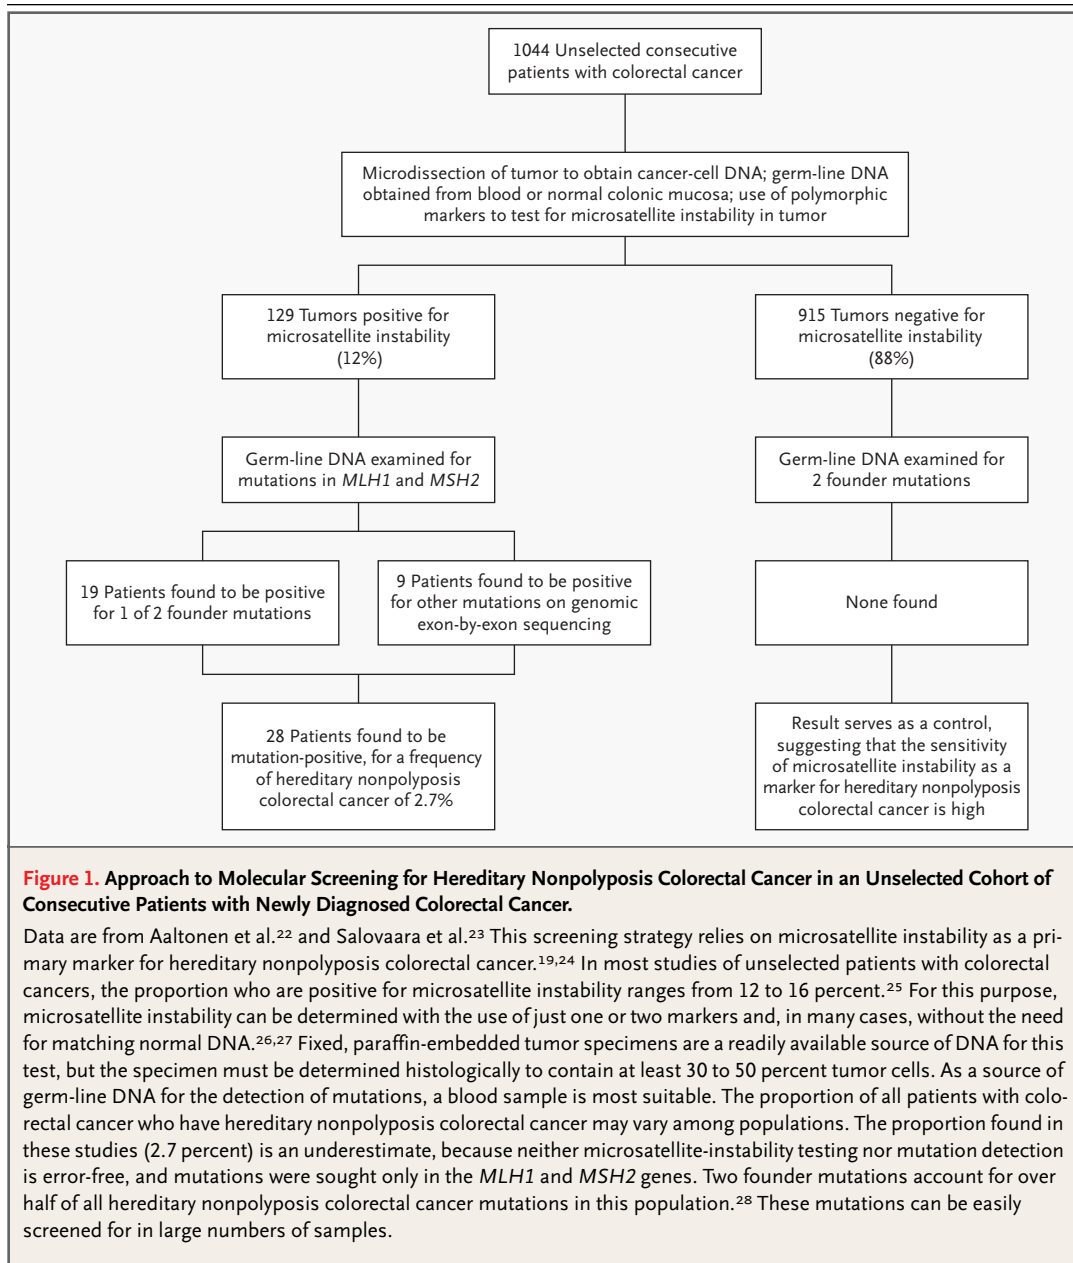 1044 Unselected consecutive
patients with colorectal cancer
Microdissection of tumor to obtain cancer-cell DNA; germ-line DNA
obtained from blood or normal colonic mucosa; use of polymorphic
markers to test for microsatellite instability in tumor
129 Tumors positive for
microsatellite instability
(12%)
915 Tumors negative for
microsatellite instability
(88%)
Germ-line DNA examined for
mutations in MLH1 and MSH2
Germ-line DNA examined for
2 founder mutations
19 Patients found to be positive
for 1 of 2 founder mutations
9 Patients found to be positive
for other mutations on genomic
exon-by-exon sequencing
None found
28 Patients found to be
mutation-positive, for a frequency
of hereditary nonpolyposis
colorectal cancer of 2.7%
Result serves as a control,
suggesting that the sensitivity
of microsatellite instability as a
marker for hereditary nonpolyposis
colorectal cancer is high
Figure 1. Approach to Molecular Screening for Hereditary Nonpolyposis Colorectal Cancer in an Unselected Cohort of
Consecutive Patients with Newly Diagnosed Colorectal Cancer.
Data are from Aaltonen et al.²² and Salovaara et al.²³ This screening strategy relies on microsatellite instability as a pri-
mary marker for hereditary nonpolyposis colorectal cancer.¹⁹,²⁴ In most studies of unselected patients with colorectal
cancers, the proportion who are positive for microsatellite instability ranges from 12 to 16 percent.²⁵ For this purpose,
microsatellite instability can be determined with the use of just one or two markers and, in many cases, without the need
for matching normal DNA.²⁶,²⁷ Fixed, paraffin-embedded tumor specimens are a readily available source of DNA for this
test, but the specimen must be determined histologically to contain at least 30 to 50 percent tumor cells. As a source of
germ-line DNA for the detection of mutations, a blood sample is most suitable. The proportion of all patients with colo-
rectal cancer who have hereditary nonpolyposis colorectal cancer may vary among populations. The proportion found in
these studies (2.7 percent) is an underestimate, because neither microsatellite-instability testing nor mutation detection
is error-free, and mutations were sought only in the MLH1 and MSH2 genes. Two founder mutations account for over
half of all hereditary nonpolyposis colorectal cancer mutations in this population.²⁸ These mutations can be easily
screened for in large numbers of samples.